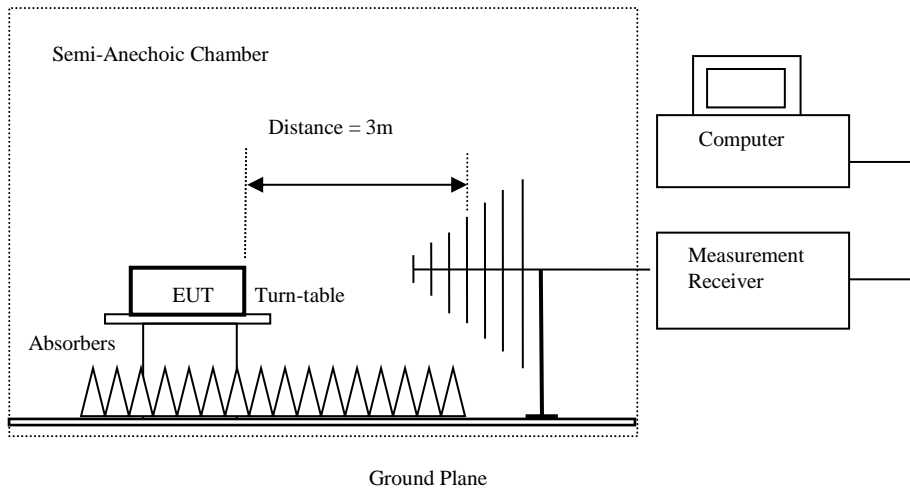 Semi-Anechoic Chamber
Distance = 3m
Computer
Measurement
Receiver
EUT
Turn-table
Absorbers
Ground Plane